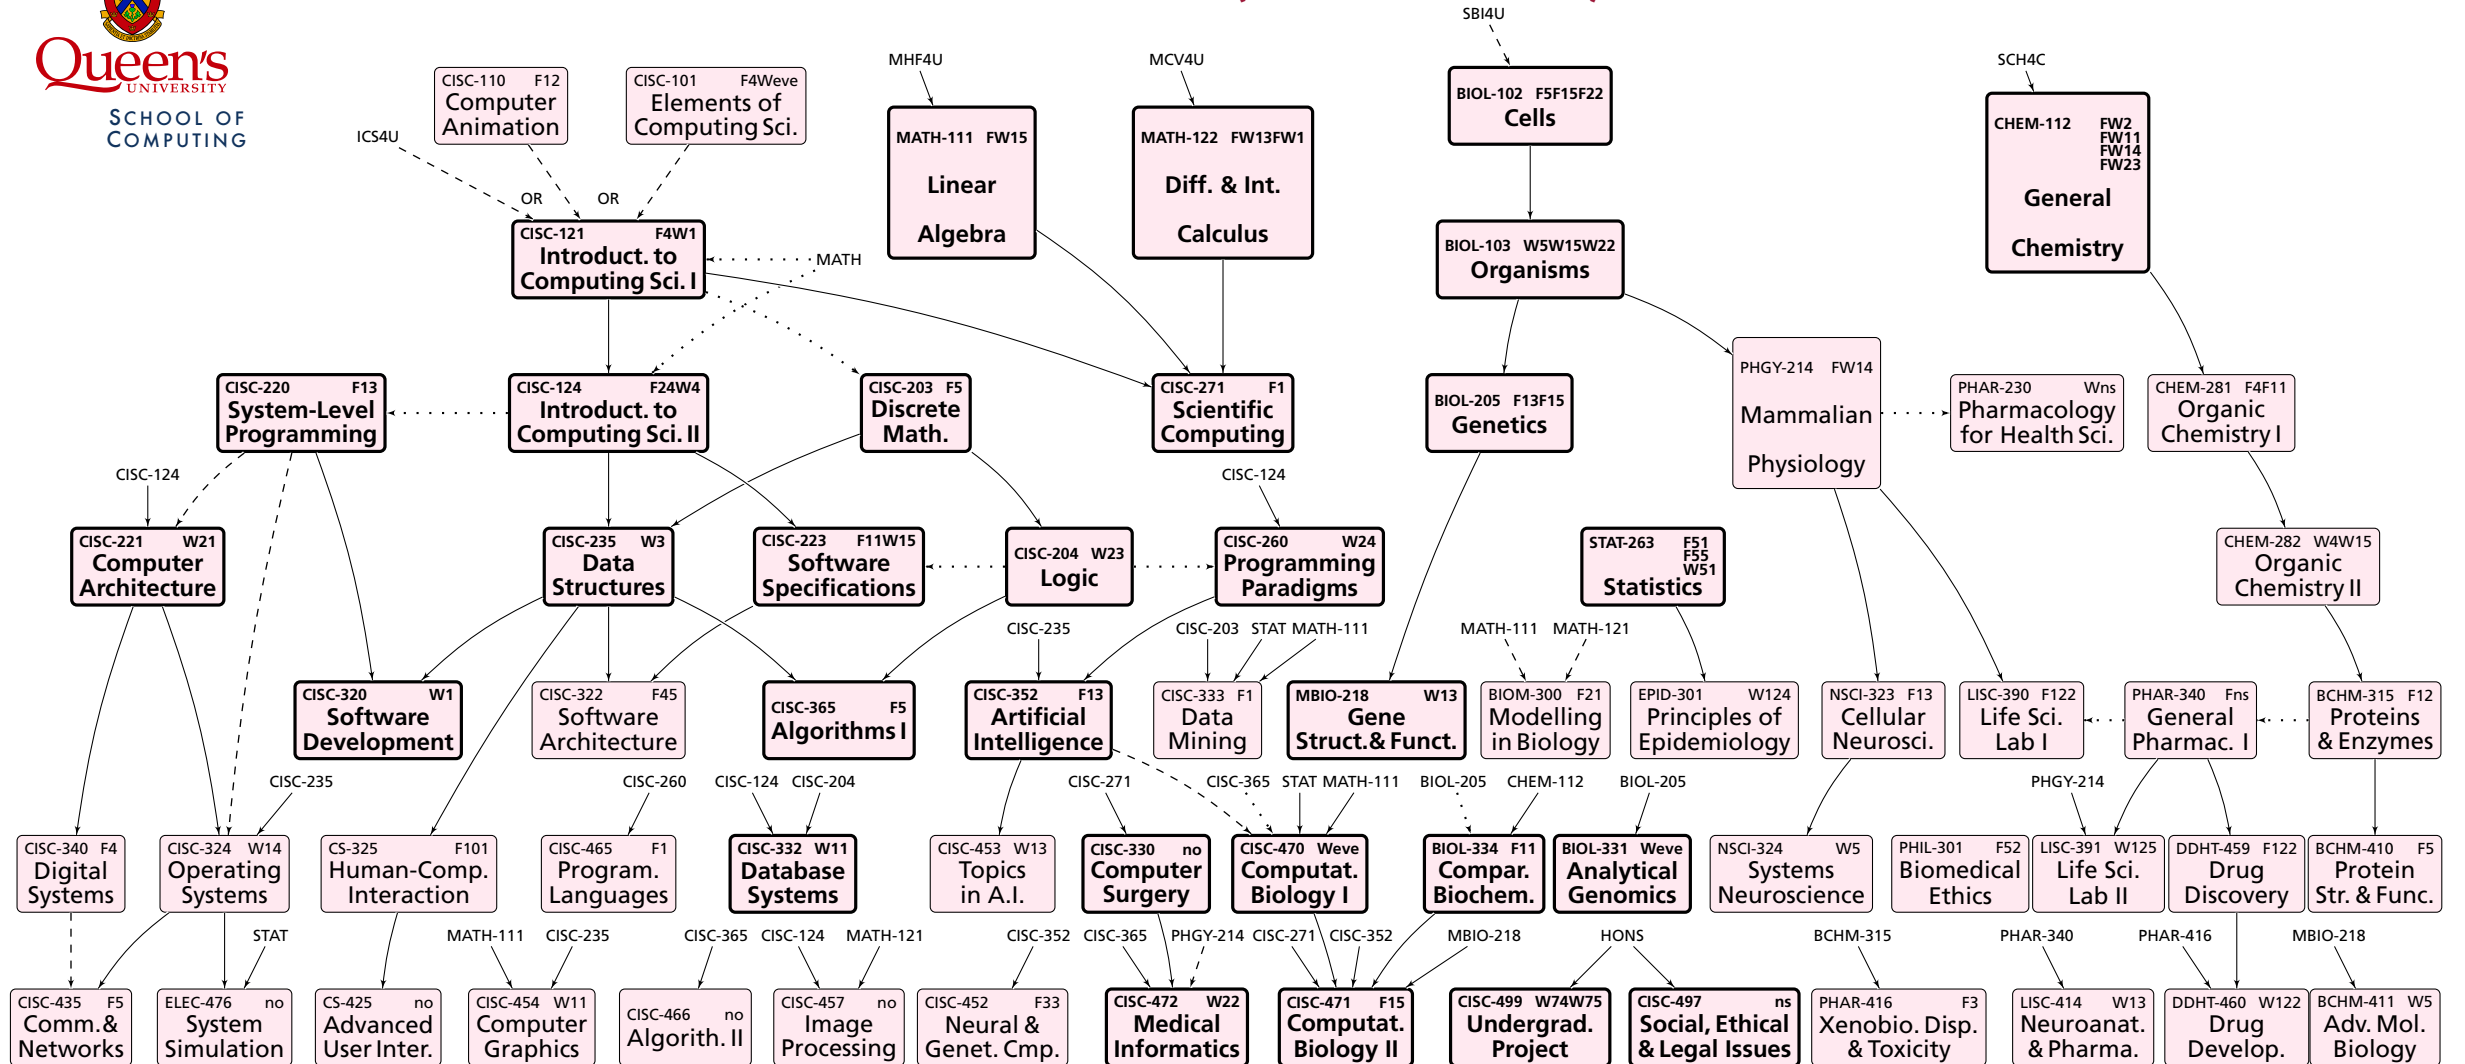 Queen's
UNIVERSITY
SCHOOL OF
COMPUTING
SBI4U
MHF4U
MCV4U
SCH4C
ICS4U
CISC-110 F12
Computer
Animation
CISC-101 F4Weve
Elements of
Computing Sci.
MATH-111 FW15
Linear
Algebra
MATH-122 FW13FW1
Diff. & Int.
Calculus
BIOL-102 F5F15F22
Cells
CHEM-112 FW2
FW11
FW14
FW23
General
Chemistry
OR OR
CISC-121 F4W1
Introduct. to
Computing Sci. I
MATH
BIOL-103 W5W15W22
Organisms
CISC-220 F13
System-Level
Programming
CISC-124 F24W4
Introduct. to
Computing Sci. II
CISC-203 F5
Discrete
Math.
CISC-271 F1
Scientific
Computing
BIOL-205 F13F15
Genetics
PHGY-214 FW14
Mammalian
Physiology
PHAR-230 Wns
Pharmacology
for Health Sci.
CHEM-281 F4F11
Organic
Chemistry I
CISC-124
CISC-124
CISC-221 W21
Computer
Architecture
CISC-235 W3
Data
Structures
CISC-223 F11W15
Software
Specifications
CISC-204 W23
Logic
CISC-260 W24
Programming
Paradigms
STAT-263 F51
F55
W51
Statistics
CHEM-282 W4W15
Organic
Chemistry II
CISC-235
CISC-203 STAT MATH-111
MATH-111 MATH-121
CISC-320 W1
Software
Development
CISC-322 F45
Software
Architecture
CISC-365 F5
Algorithms I
CISC-352 F13
Artificial
Intelligence
CISC-333 F1
Data
Mining
MBIO-218 W13
Gene
Struct.& Funct.
BIOM-300 F21
Modelling
in Biology
EPID-301 W124
Principles of
Epidemiology
NSCI-323 F13
Cellular
Neurosci.
LISC-390 F122
Life Sci.
Lab I
PHAR-340 Fns
General
Pharmac. I
BCHM-315 F12
Proteins
& Enzymes
CISC-235
CISC-260
CISC-124 CISC-204
CISC-271
CISC-365 STAT MATH-111
BIOL-205 CHEM-112
BIOL-205
PHGY-214
CISC-340 F4
Digital
Systems
CISC-324 W14
Operating
Systems
CS-325 F101
Human-Comp.
Interaction
CISC-465 F1
Program.
Languages
CISC-332 W11
Database
Systems
CISC-453 W13
Topics
in A.I.
CISC-330 no
Computer
Surgery
CISC-470 Weve
Computat.
Biology I
BIOL-334 F11
Compar.
Biochem.
BIOL-331 Weve
Analytical
Genomics
NSCI-324 W5
Systems
Neuroscience
PHIL-301 F52
Biomedical
Ethics
LISC-391 W125
Life Sci.
Lab II
DDHT-459 F122
Drug
Discovery
BCHM-410 F5
Protein
Str. & Func.
STAT
MATH-111 CISC-235
CISC-365
CISC-124 MATH-121
CISC-352
CISC-365 PHGY-214
CISC-271 CISC-352 MBIO-218
HONS
BCHM-315
PHAR-340
PHAR-416
MBIO-218
CISC-435 F5
Comm.&
Networks
ELEC-476 no
System
Simulation
CS-425 no
Advanced
User Inter.
CISC-454 W11
Computer
Graphics
CISC-466 no
Algorith. II
CISC-457 no
Image
Processing
CISC-452 F33
Neural &
Genet. Cmp.
CISC-472 W22
Medical
Informatics
CISC-471 F15
Computat.
Biology II
CISC-499 W74W75
Undergrad.
Project
CISC-497 ns
Social, Ethical
& Legal Issues
PHAR-416 F3
Xenobio. Disp.
& Toxicity
LISC-414 W13
Neuroanat.
& Pharma.
DDHT-460 W122
Drug
Develop.
BCHM-411 W5
Adv. Mol.
Biology